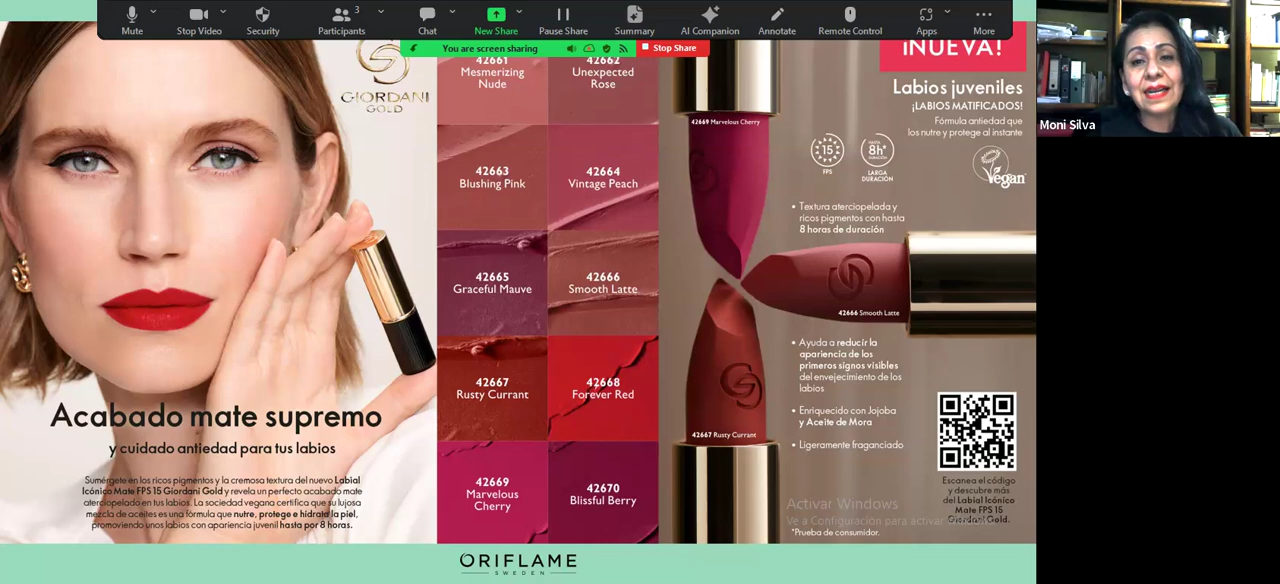 Mute
Stop Video
Security
Participants
3
Chat
New Share
Pause Share
Summary
AI Companion
Annotate
Remote Control
Apps
More
You are screen sharing
Stop Share
Moni Silva
GIORDANI
GOLD
Acabado mate supremo
y cuidado antiedad para tus labios
Sumérgete en los ricos pigmentos y la cremosa textura del nuevo Labial
Icónico Mate FPS 15 Giordani Gold y revela un perfecto acabado mate
aterciopelado en tus labios. La sociedad vegana certifica que su lujosa
mezcla de aceites es una fórmula que nutre, protege e hidrata la piel,
promoviendo unos labios con apariencia juvenil hasta por 8 horas.
42661
Mesmerizing
Nude
42662
Unexpected
Rose
42663
Blushing Pink
42664
Vintage Peach
42665
Graceful Mauve
42666
Smooth Latte
42667
Rusty Currant
42668
Forever Red
42669
Marvelous
Cherry
42670
Blissful Berry
¡NUEVA!
Labios juveniles
¡LABIOS MATIFICADOS!
Fórmula antiedad que
los nutre y protege al instante
42669 Marvelous Cherry
15
FPS
HASTA
8h*
DURACIÓN
LARGA
DURACIÓN
Vegan
• Textura aterciopelada y
ricos pigmentos con hasta
8 horas de duración
42666 Smooth Latte
• Ayuda a reducir la
apariencia de los
primeros signos visibles
del envejecimiento de los
labios
• Enriquecido con Jojoba
y Aceite de Mora
• Ligeramente fraganciado
42667 Rusty Currant
Escanea el código
y descubre más
del Labial Icónico
Mate FPS 15
Giordani Gold.
Activar Windows
Ve a Configuración para activar Windows.
*Prueba de consumidor.
ORIFLAME
SWEDEN